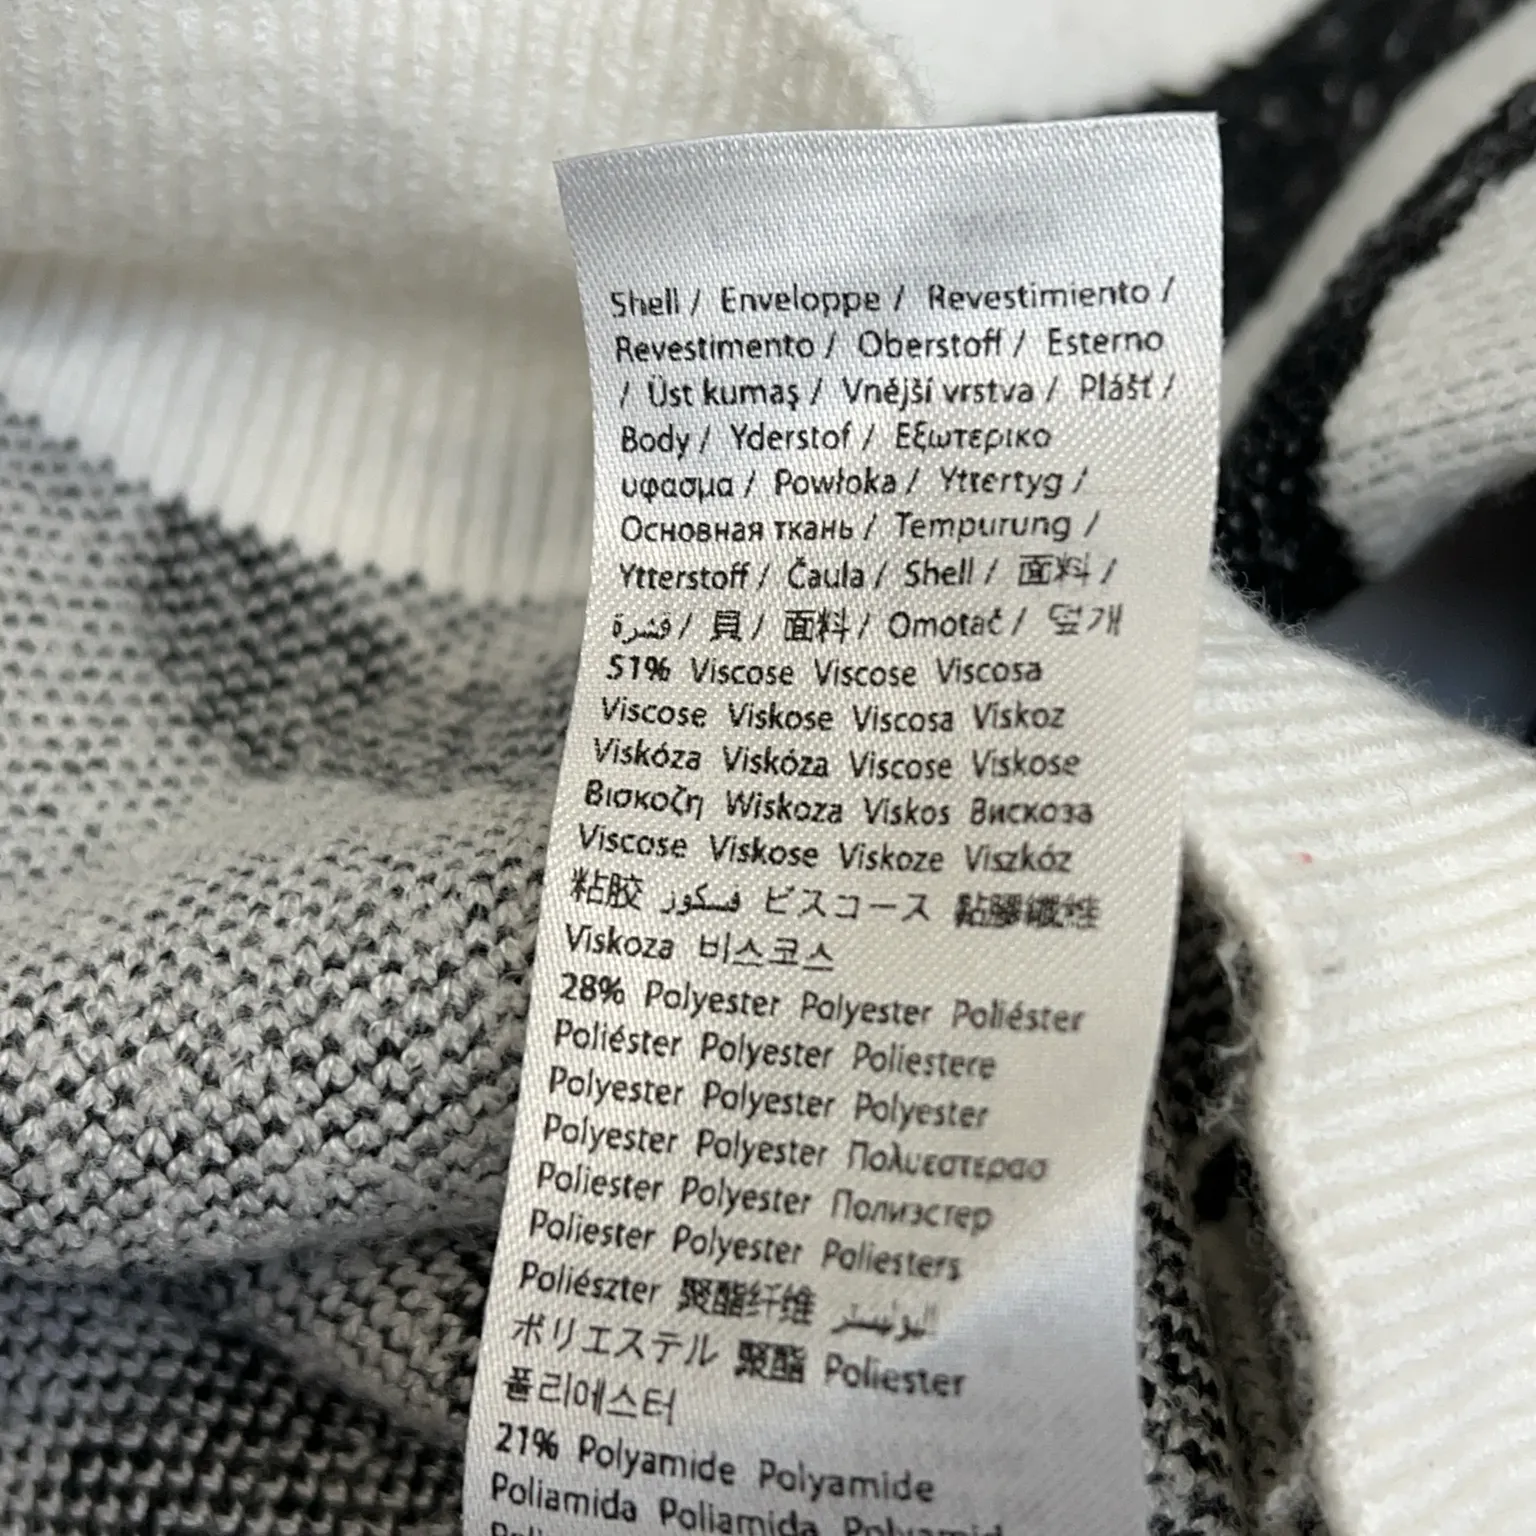 Shell / Enveloppe / Revestimiento /
Revestimento / Oberstoff / Esterno
/ Üst kumaş / Vnější vrstva / Plášť /
Body / Yderstof / Εξωτερικο
υφασμα / Powłoka / Yttertyg /
Основная ткань / Tempurung /
Ytterstoff / Čaula / Shell / 面料 /
قشرة / 貝 / 面料 / Omotač / 덮개
51% Viscose Viscose Viscosa
Viscose Viskose Viscosa Viskoz
Viskóza Viskóza Viscose Viskose
Βισκοζη Wiskoza Viskos Вискоза
Viscose Viskose Viskoze Viszkóz
粘胶 فسكوز ビスコース 黏膠纖維
Viskoza 비스코스
28% Polyester Polyester Poliéster
Poliéster Polyester Poliestere
Polyester Polyester Polyester
Polyester Polyester Πολυεστερασ
Poliester Polyester Полиэстер
Poliester Polyester Poliesters
Poliészter 聚酯纤维
ポリエステル 聚酯 Poliester
폴리에스터
21% Polyamide Polyamide
Poliamida Poliamida Polyamid